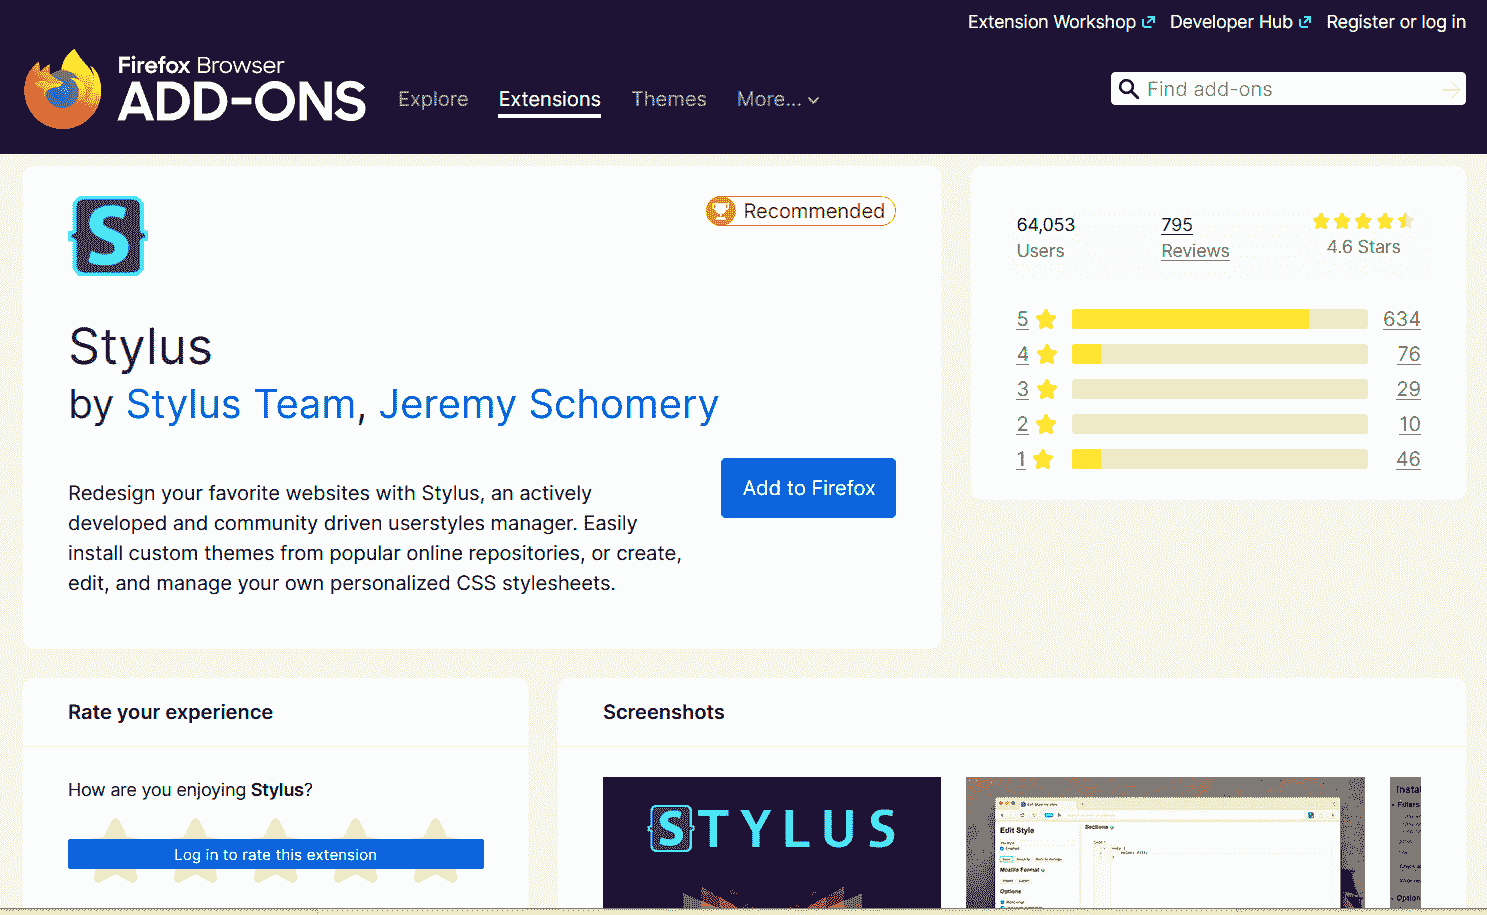 Extension Workshop Developer Hub Register or log in
Firefox Browser
ADD-ONS
Explore Extensions Themes More...
Find add-ons
S
Recommended
Stylus
by Stylus Team, Jeremy Schomery
Redesign your favorite websites with Stylus, an actively
developed and community driven userstyles manager. Easily
install custom themes from popular online repositories, or create,
edit, and manage your own personalized CSS stylesheets.
Add to Firefox
64,053 795
Users Reviews 4.6 Stars
5 634
4 76
3 29
2 10
1 46
Rate your experience
How are you enjoying Stylus?
Log in to rate this extension
Screenshots
STYLUS
Edit Style
Sections
Mozilla Format
Options
Filters